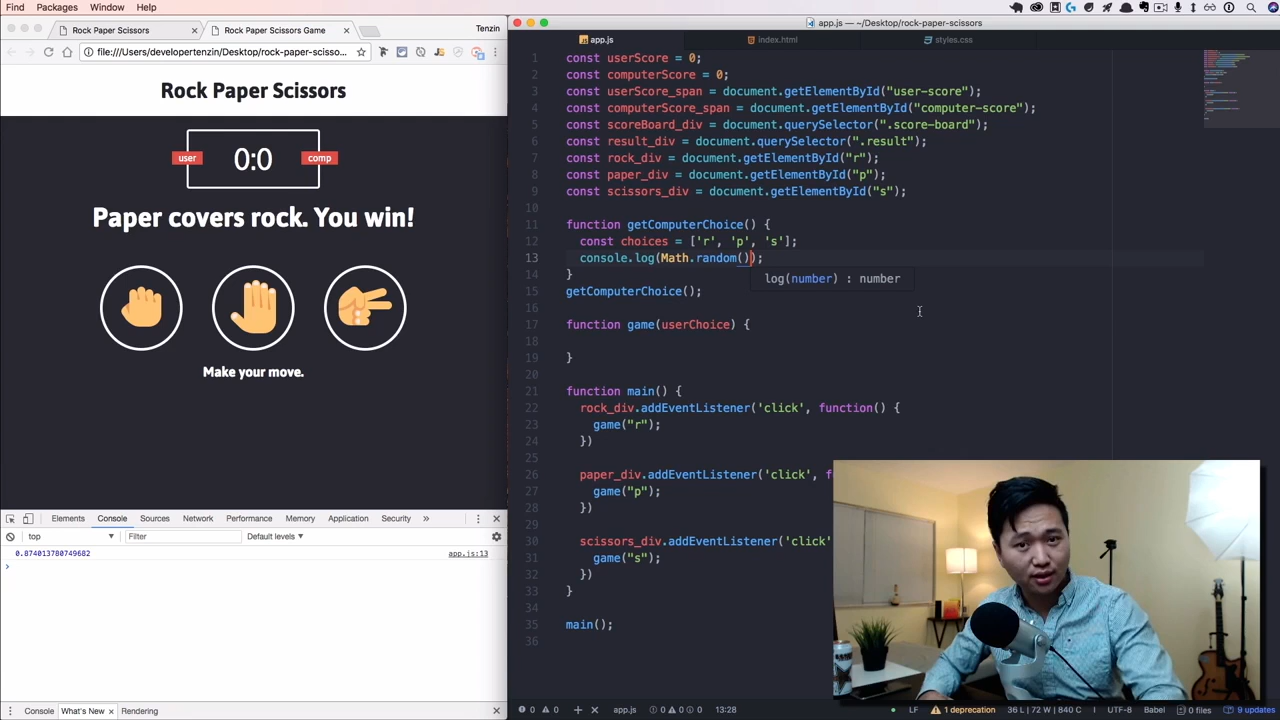 Find Packages Window Help
Rock Paper Scissors
Rock Paper Scissors Game
Tenzin
file:///Users/developertenzin/Desktop/rock-paper-scisso...
Rock Paper Scissors
user
0:0
comp
Paper covers rock. You win!
Make your move.
Elements Console Sources Network Performance Memory Application Security »
top
Filter
Default levels
0.874013780749682
app.js:13
Console What's New Rendering
app.js — ~/Desktop/rock-paper-scissors
app.js index.html styles.css
1 const userScore = 0;
2 const computerScore = 0;
3 const userScore_span = document.getElementById("user-score");
4 const computerScore_span = document.getElementById("computer-score");
5 const scoreBoard_div = document.querySelector(".score-board");
6 const result_div = document.querySelector(".result");
7 const rock_div = document.getElementById("r");
8 const paper_div = document.getElementById("p");
9 const scissors_div = document.getElementById("s");
10
11 function getComputerChoice() {
12 const choices = ['r', 'p', 's'];
13 console.log(Math.random());
log(number) : number
14 }
15 getComputerChoice();
16
17 function game(userChoice) {
18
19 }
20
21 function main() {
22 rock_div.addEventListener('click', function() {
23 game("r");
24 })
25
26 paper_div.addEventListener('click', f
27 game("p");
28 })
29
30 scissors_div.addEventListener('click'
31 game("s");
32 })
33 }
34
35 main();
36
0 0 app.js 0 0 0 13:28
LF 1 deprecation 36 L | 72 W | 840 C UTF-8 Babel 0 files 9 updates